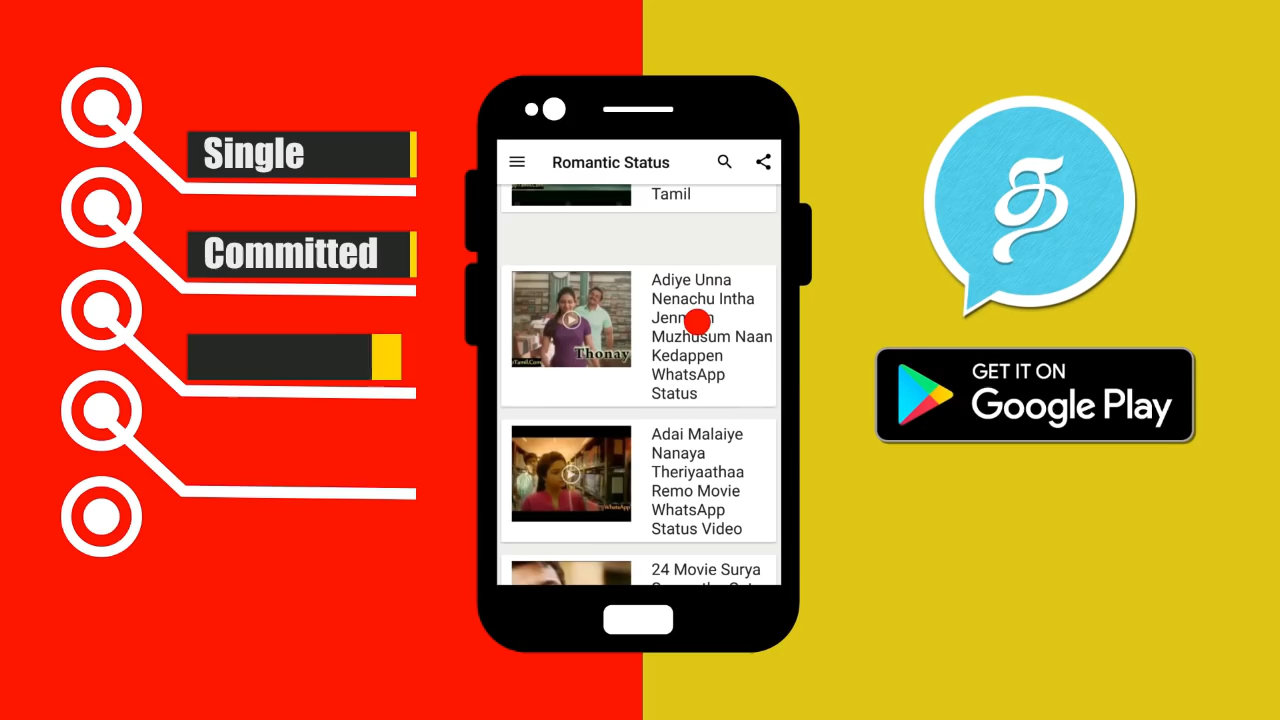 Single
Committed
Romantic Status
Tamil
Adiye Unna
Nenachu Intha
Muzhusum Naan
Kedappen
WhatsApp
Status
Thonay
Adai Malaiye
Nanaya
Theriyaathaa
Remo Movie
WhatsApp
Status Video
WhatsApp
24 Movie Surya
த
GET IT ON
Google Play